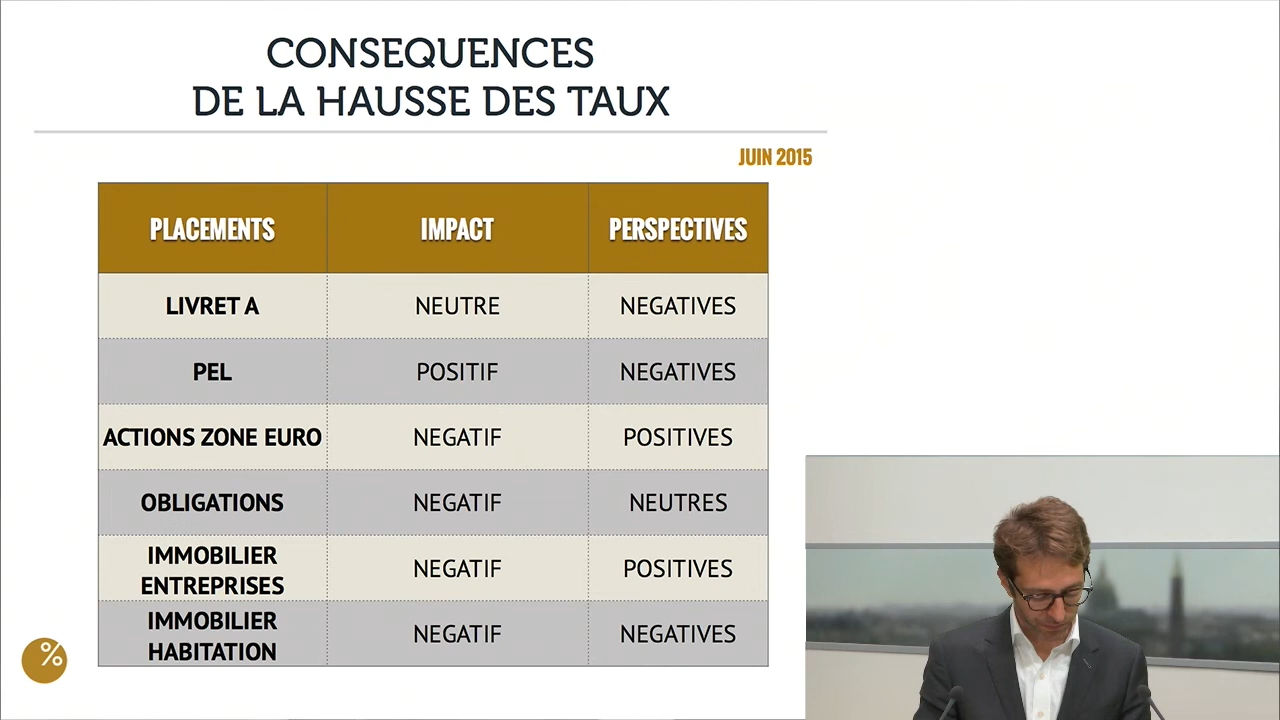 CONSEQUENCES
DE LA HAUSSE DES TAUX
JUIN 2015
PLACEMENTS IMPACT PERSPECTIVES
LIVRET A NEUTRE NEGATIVES
PEL POSITIF NEGATIVES
ACTIONS ZONE EURO NEGATIF POSITIVES
OBLIGATIONS NEGATIF NEUTRES
IMMOBILIER
ENTREPRISES NEGATIF POSITIVES
IMMOBILIER
HABITATION NEGATIF NEGATIVES
%